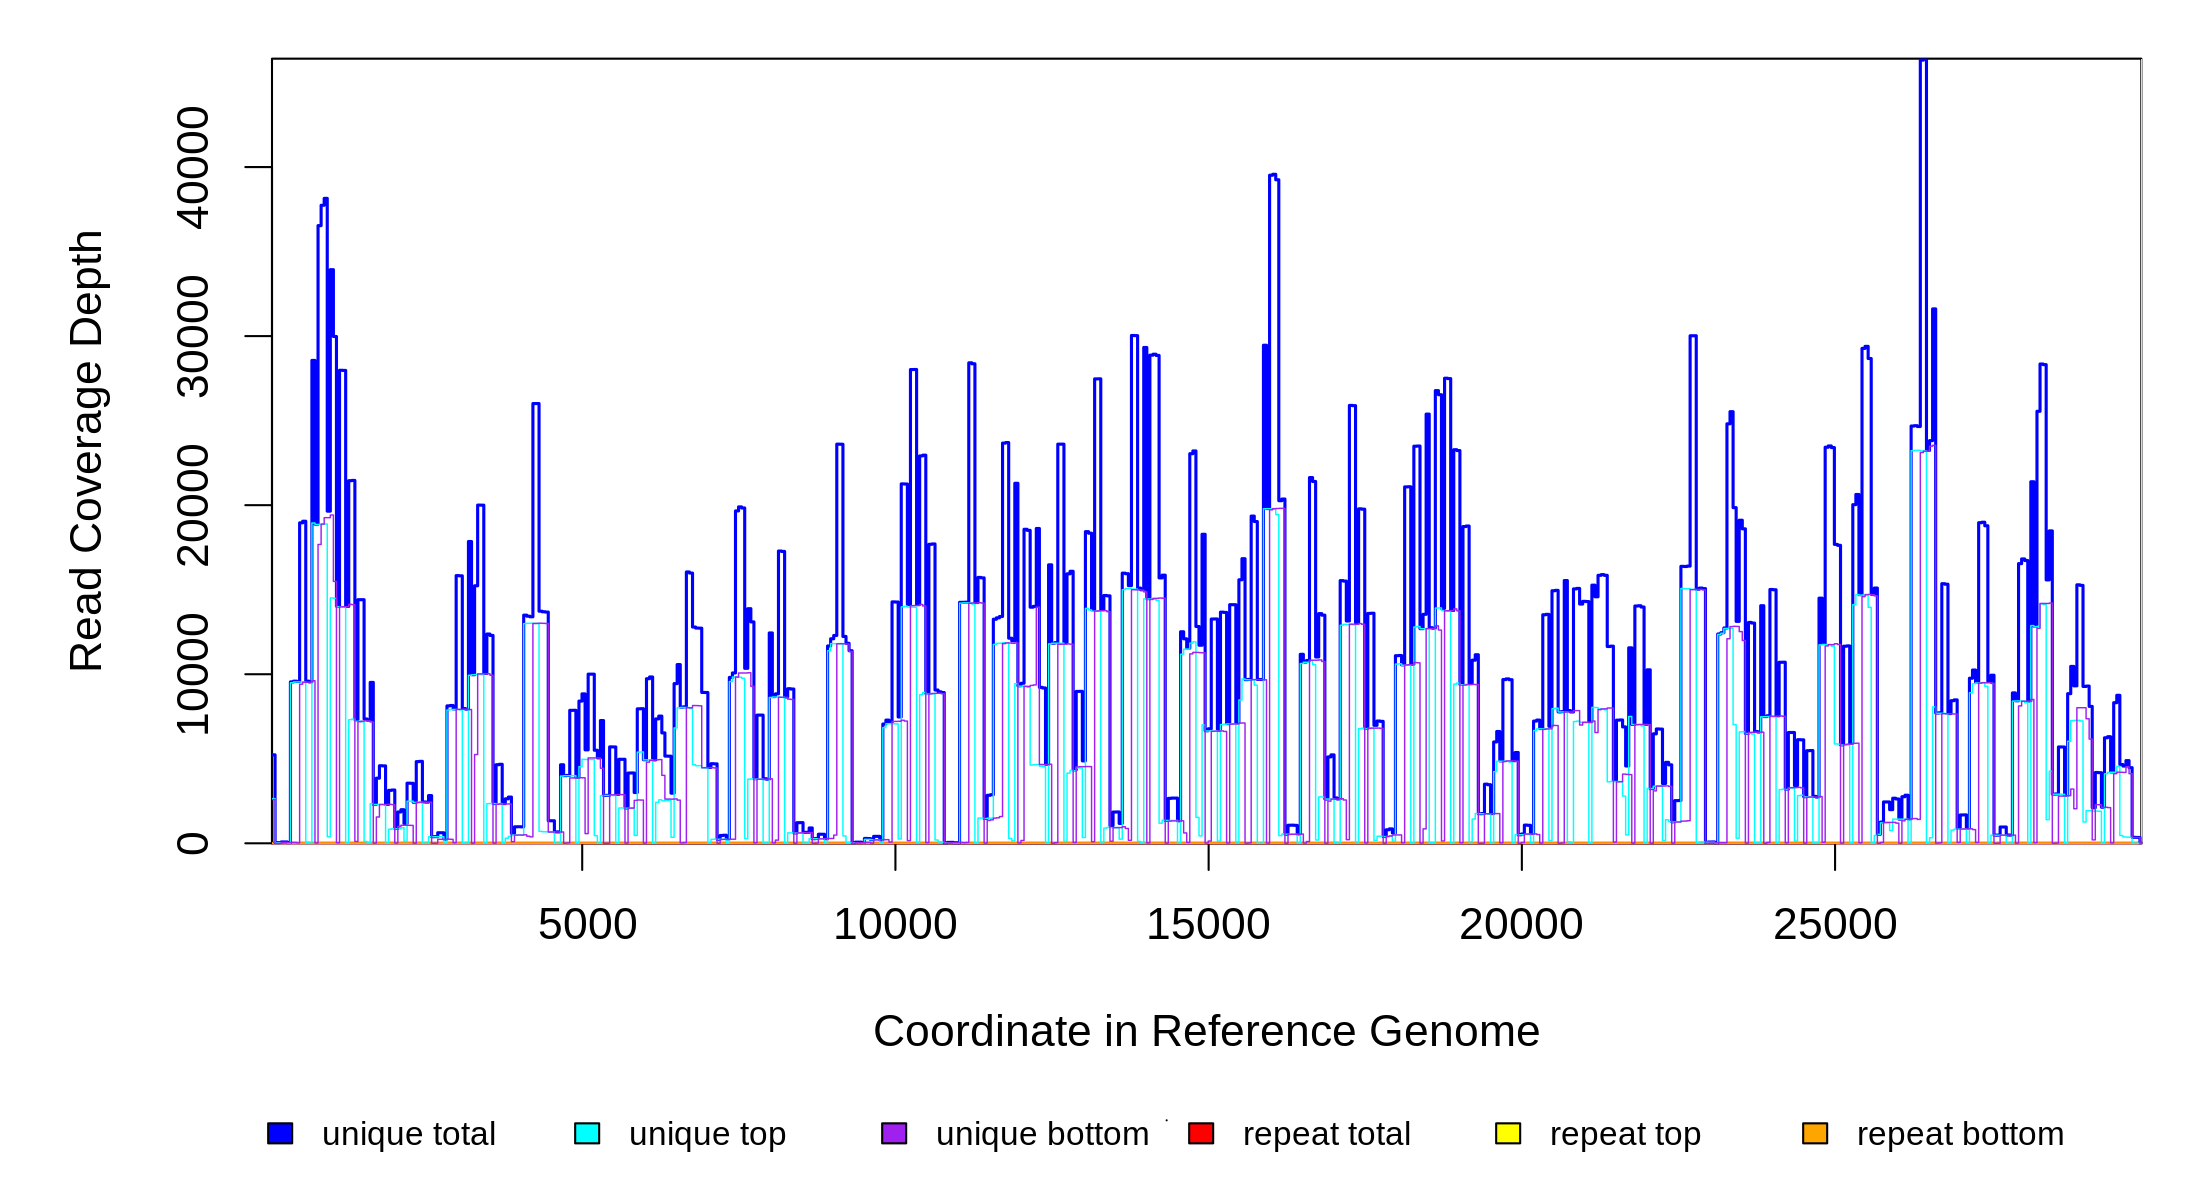 Read Coverage Depth
40000
30000
20000
10000
0
5000 10000 15000 20000 25000
Coordinate in Reference Genome
unique total unique top unique bottom repeat total repeat top repeat bottom